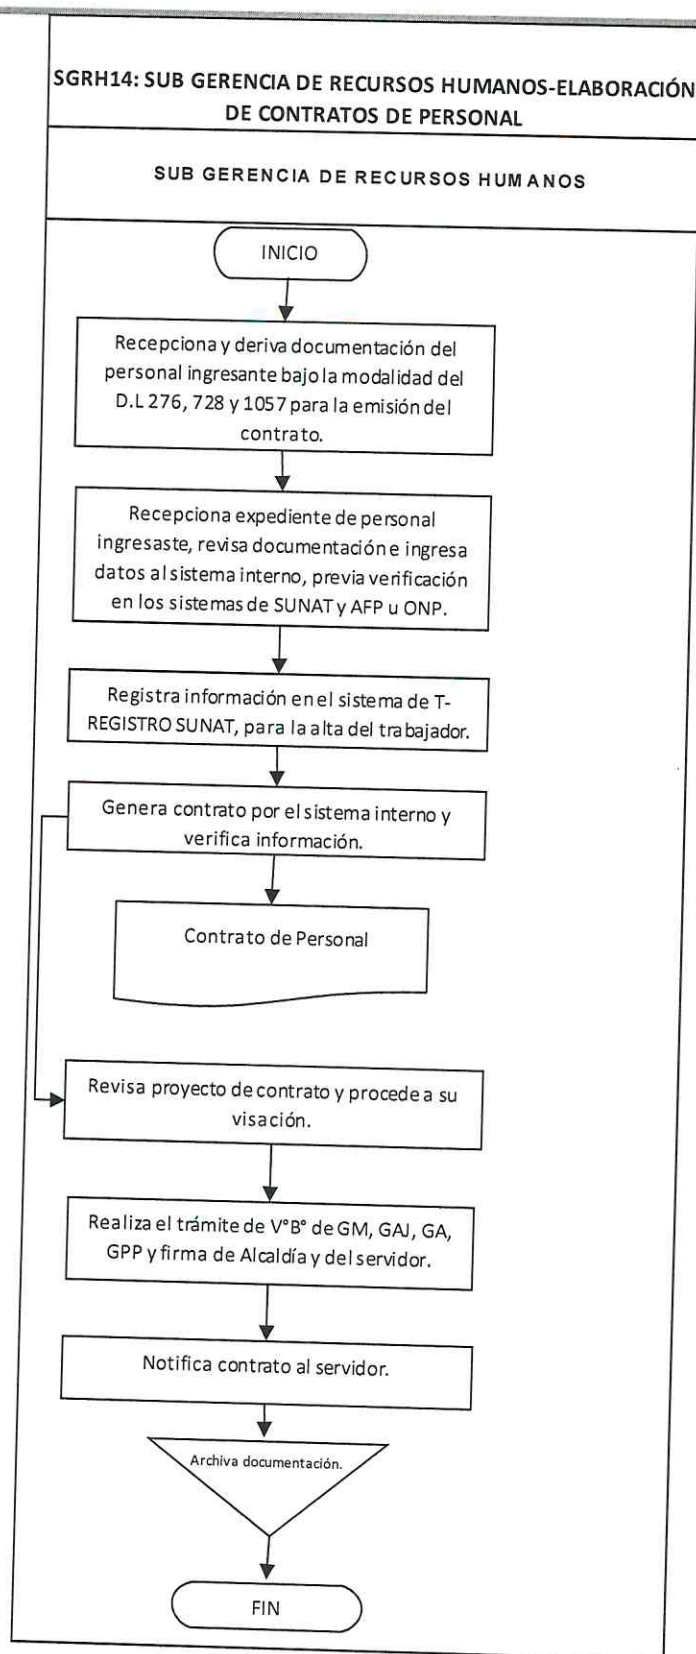 SGRH14: SUB GERENCIA DE RECURSOS HUMANOS-ELABORACIÓN
DE CONTRATOS DE PERSONAL
SUB GERENCIA DE RECURSOS HUMANOS
INICIO
Recepciona y deriva documentación del
personal ingresante bajo la modalidad del
D.L 276, 728 y 1057 para la emisión del
contrato.
Recepciona expediente de personal
ingresaste, revisa documentación e ingresa
datos al sistema interno, previa verificación
en los sistemas de SUNAT y AFP u ONP.
Registra información en el sistema de T-
REGISTRO SUNAT, para la alta del trabajador.
Genera contrato por el sistema interno y
verifica información.
Contrato de Personal
Revisa proyecto de contrato y procede a su
visación.
Realiza el trámite de V°B° de GM, GAJ, GA,
GPP y firma de Alcaldía y del servidor.
Notifica contrato al servidor.
Archiva documentación.
FIN